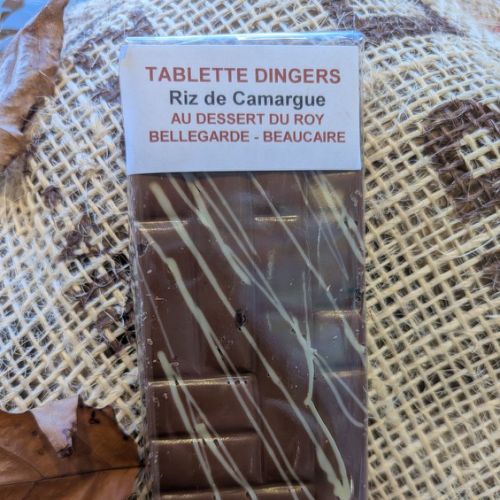 TABLETTE DINGERS
Riz de Camargue
AU DESSERT DU ROY
BELLEGARDE - BEAUCAIRE